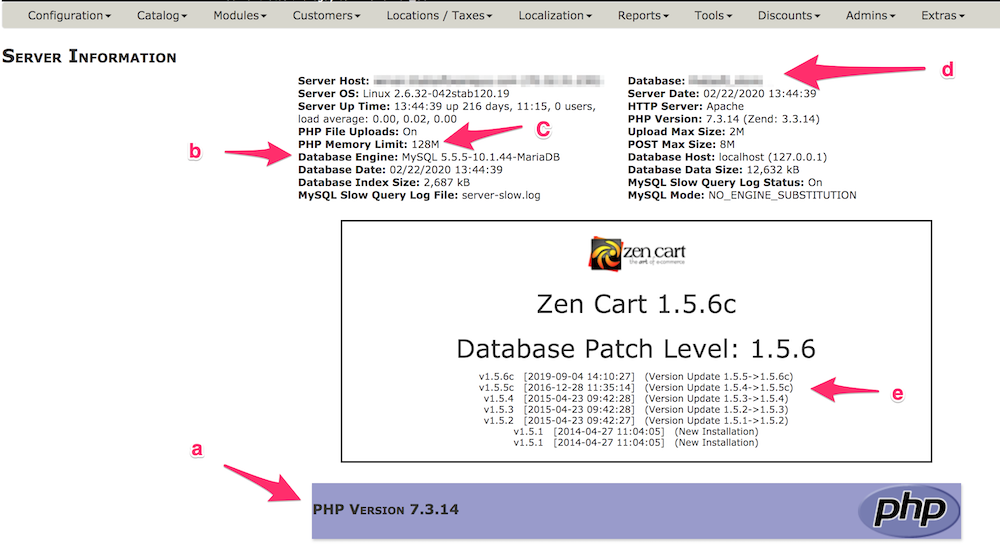 Configuration Catalog Modules Customers Locations / Taxes Localization Reports Tools Discounts Admins Extras
Server Information
Server Host:
Server OS: Linux 2.6.32-042stab120.19
Server Up Time: 13:44:39 up 216 days, 11:15, 0 users,
load average: 0.00, 0.02, 0.00
PHP File Uploads: On
PHP Memory Limit: 128M
Database Engine: MySQL 5.5.5-10.1.44-MariaDB
Database Date: 02/22/2020 13:44:39
Database Index Size: 2,687 kB
MySQL Slow Query Log File: server-slow.log
Database:
Server Date: 02/22/2020 13:44:39
HTTP Server: Apache
PHP Version: 7.3.14 (Zend: 3.3.14)
Upload Max Size: 2M
POST Max Size: 8M
Database Host: localhost (127.0.0.1)
Database Data Size: 12,632 kB
MySQL Slow Query Log Status: On
MySQL Mode: NO_ENGINE_SUBSTITUTION
d
c
b
zen cart
the art of e-commerce
Zen Cart 1.5.6c
Database Patch Level: 1.5.6
v1.5.6c [2019-09-04 14:10:27] (Version Update 1.5.5->1.5.6c)
v1.5.5c [2016-12-28 11:35:14] (Version Update 1.5.4->1.5.5c)
v1.5.4 [2015-04-23 09:42:28] (Version Update 1.5.3->1.5.4)
v1.5.3 [2015-04-23 09:42:28] (Version Update 1.5.2->1.5.3)
v1.5.2 [2015-04-23 09:42:27] (Version Update 1.5.1->1.5.2)
v1.5.1 [2014-04-27 11:04:05] (New Installation)
v1.5.1 [2014-04-27 11:04:05] (New Installation)
e
a
PHP Version 7.3.14
php